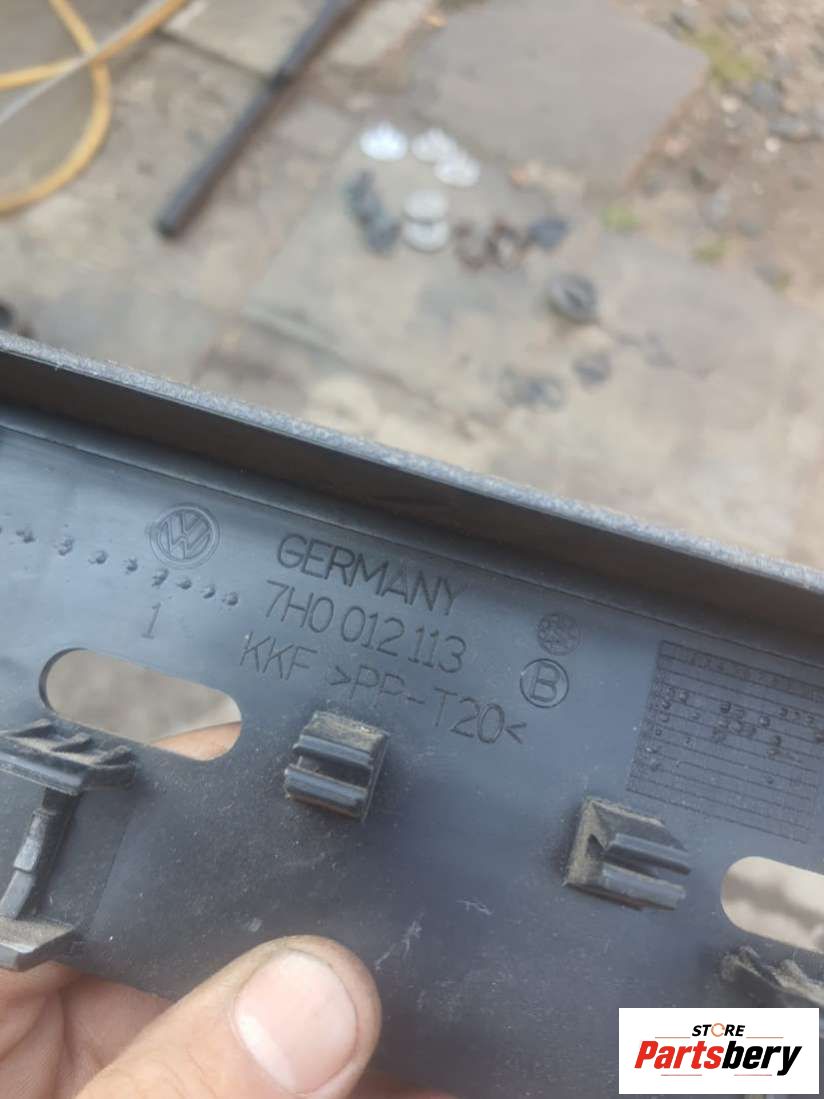 GERMANY
7H0 012 113
1
KKF >PP-T20<
B
STORE
Partsbery